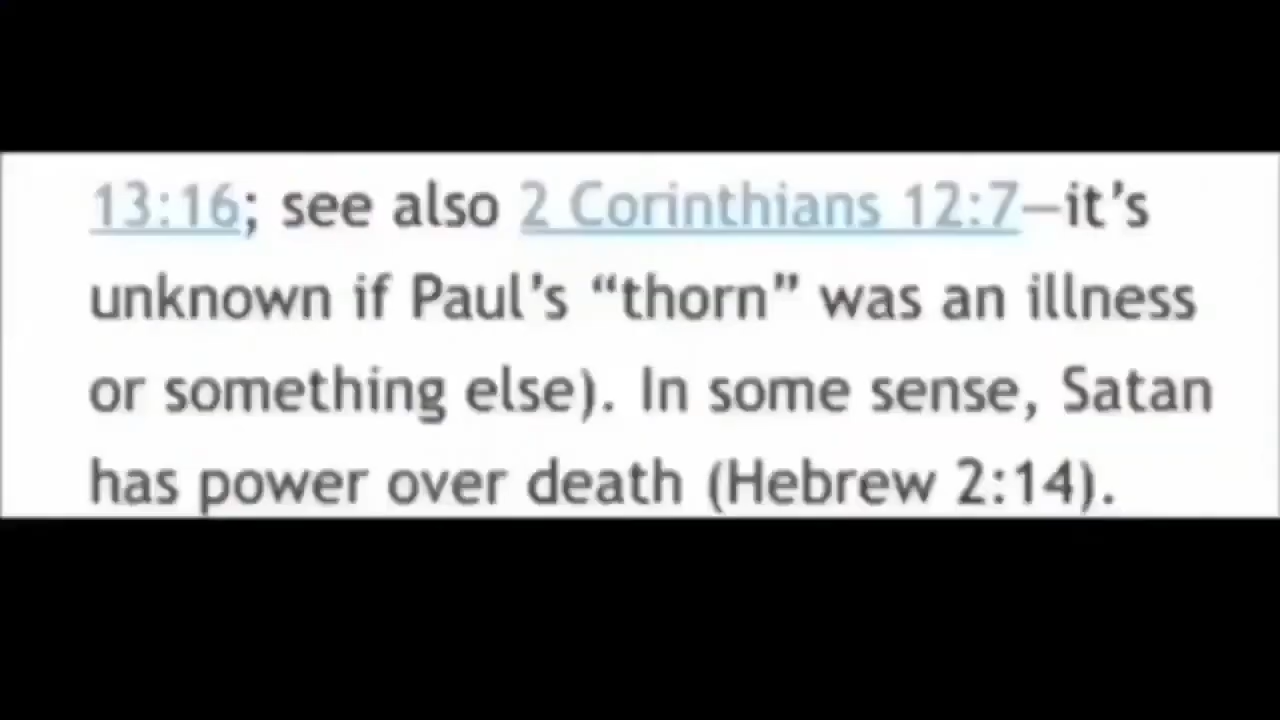 13:16; see also 2 Corinthians 12:7—it’s
unknown if Paul’s “thorn” was an illness
or something else). In some sense, Satan
has power over death (Hebrew 2:14).